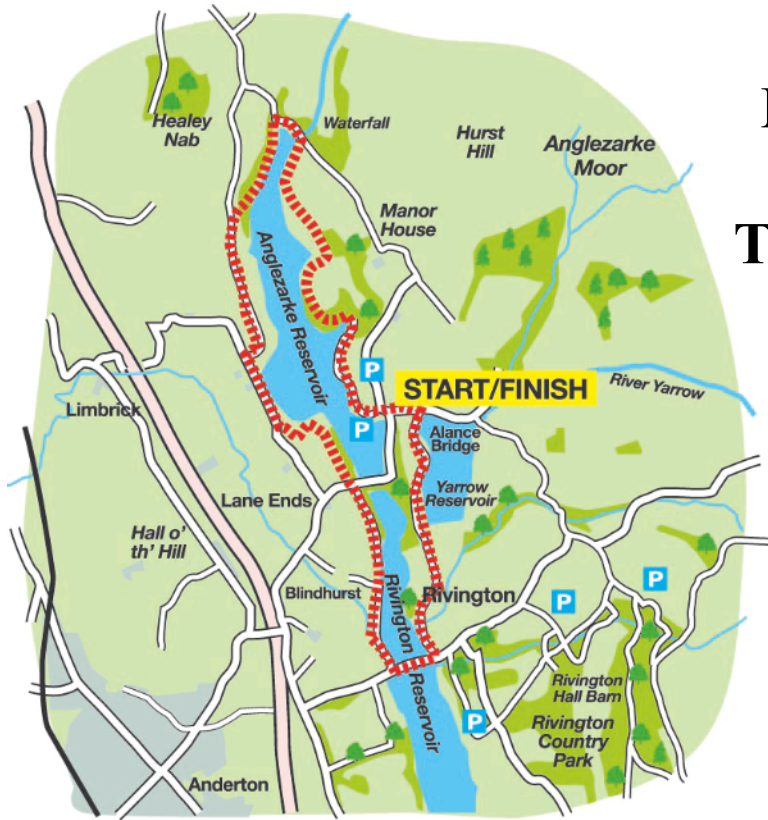 Healey
Nab
Waterfall
Hurst
Hill
Anglezarke
Moor
Manor
House
T
Anglezarke Reservoir
P
START/FINISH
River Yarrow
Limbrick
P
Alance
Bridge
Yarrow
Reservoir
Lane Ends
Hall o'
th' Hill
Blindhurst
Rivington
P
P
Rivington
Reservoir
Rivington
Hall Barn
P
Rivington
Country
Park
Anderton